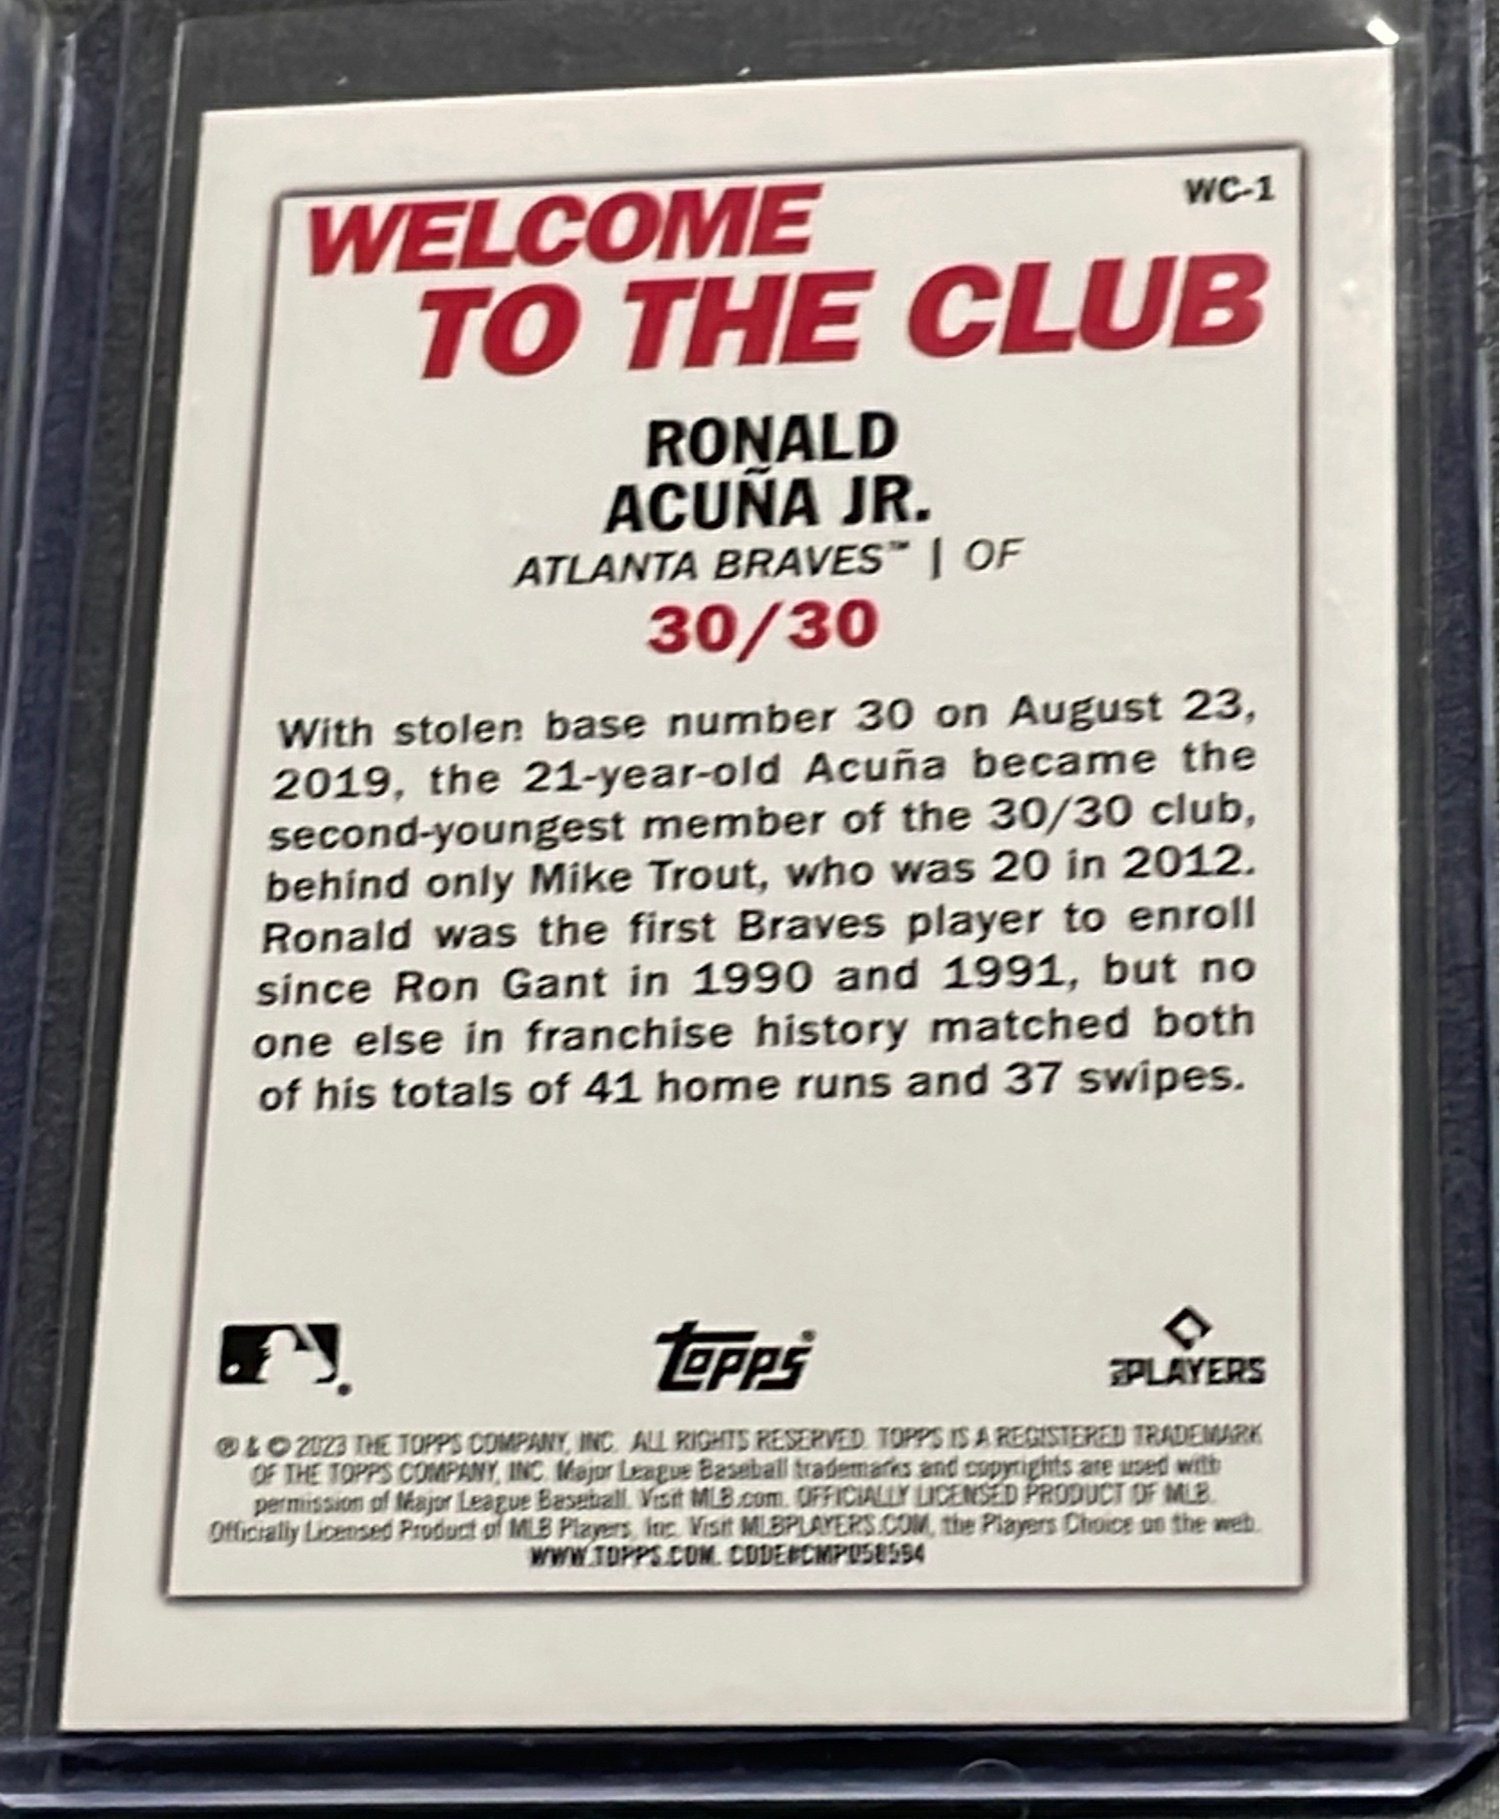 WC-1
WELCOME
TO THE CLUB
RONALD
ACUÑA JR.
ATLANTA BRAVES™ | OF
30/30
With stolen base number 30 on August 23,
2019, the 21-year-old Acuña became the
second-youngest member of the 30/30 club,
behind only Mike Trout, who was 20 in 2012.
Ronald was the first Braves player to enroll
since Ron Gant in 1990 and 1991, but no
one else in franchise history matched both
of his totals of 41 home runs and 37 swipes.
Topps®
PLAYERS
® & © 2023 THE TOPPS COMPANY, INC. ALL RIGHTS RESERVED. TOPPS IS A REGISTERED TRADEMARK
OF THE TOPPS COMPANY, INC. Major League Baseball trademarks and copyrights are used with
permission of Major League Baseball. Visit MLB.com. OFFICIALLY LICENSED PRODUCT OF MLB
Officially Licensed Product of MLB Players, Inc. Visit MLBPLAYERS.COM, the Players Choice on the web.
WWW.TOPPS.COM. CODE#CMP058594